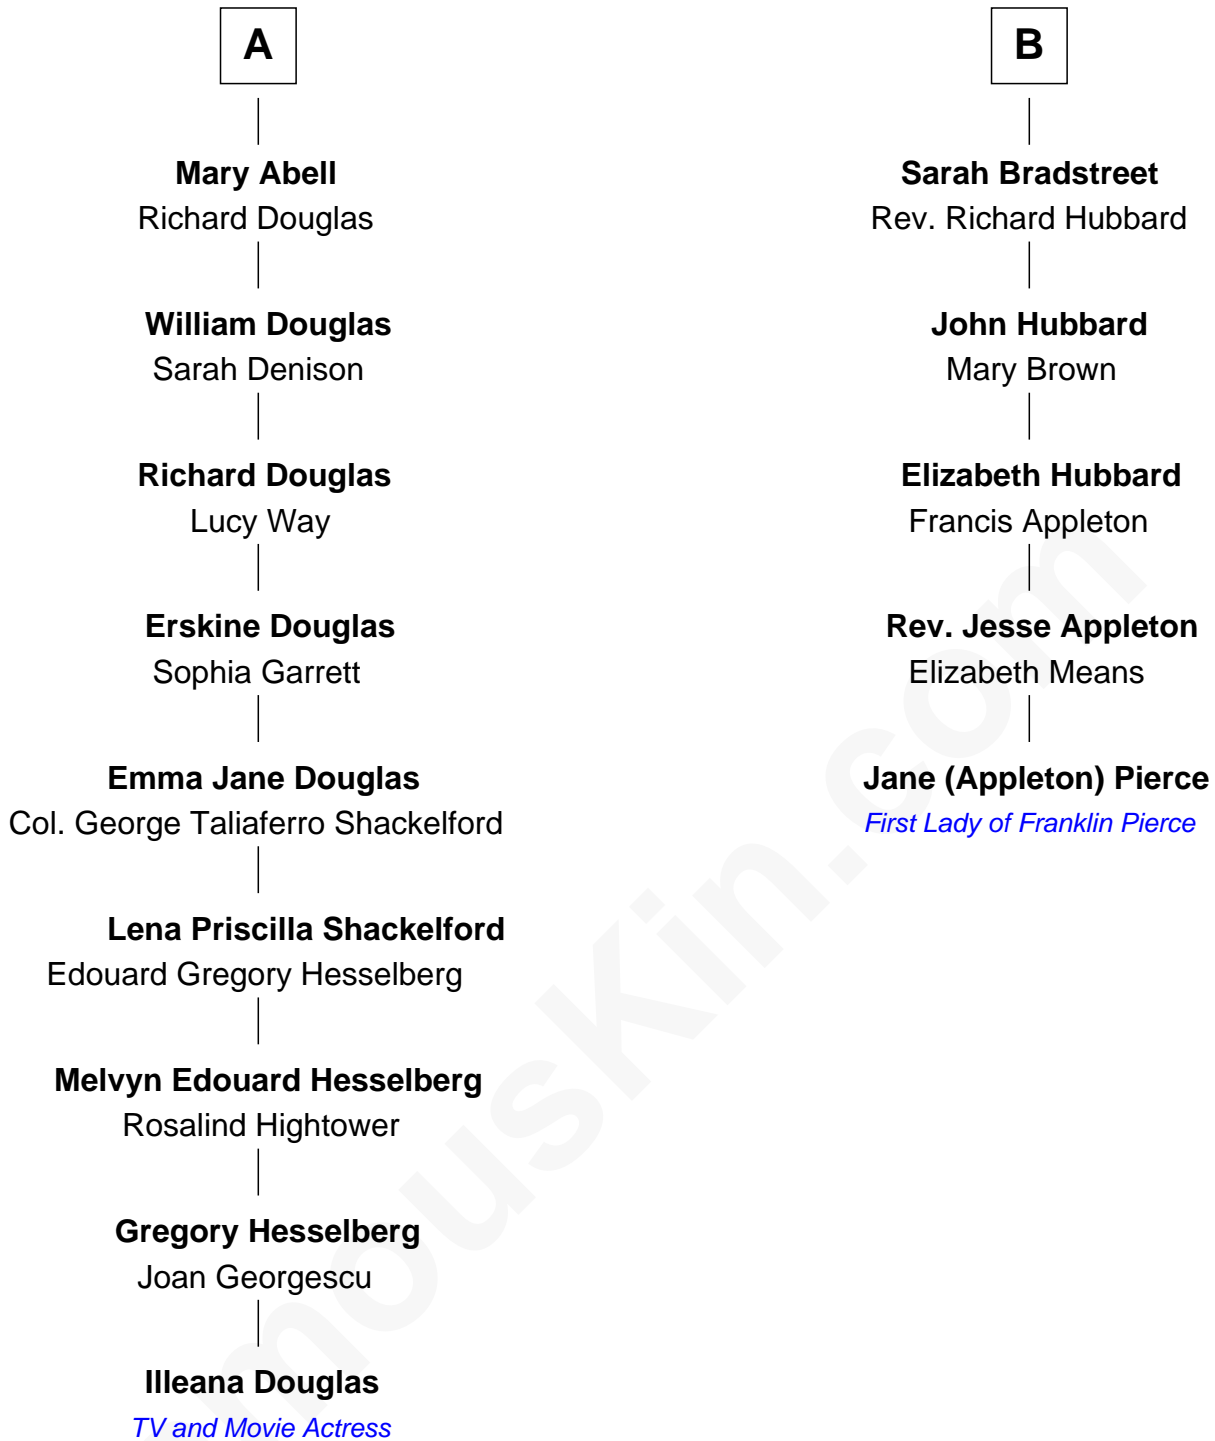 A
Mary Abell
Richard Douglas
William Douglas
Sarah Denison
Richard Douglas
Lucy Way
Erskine Douglas
Sophia Garrett
Emma Jane Douglas
Col. George Taliaferro Shackelford
Lena Priscilla Shackelford
Edouard Gregory Hesselberg
Melvyn Edouard Hesselberg
Rosalind Hightower
Gregory Hesselberg
Joan Georgescu
Illeana Douglas
TV and Movie Actress
B
Sarah Bradstreet
Rev. Richard Hubbard
John Hubbard
Mary Brown
Elizabeth Hubbard
Francis Appleton
Rev. Jesse Appleton
Elizabeth Means
Jane (Appleton) Pierce
First Lady of Franklin Pierce
mousKin.com